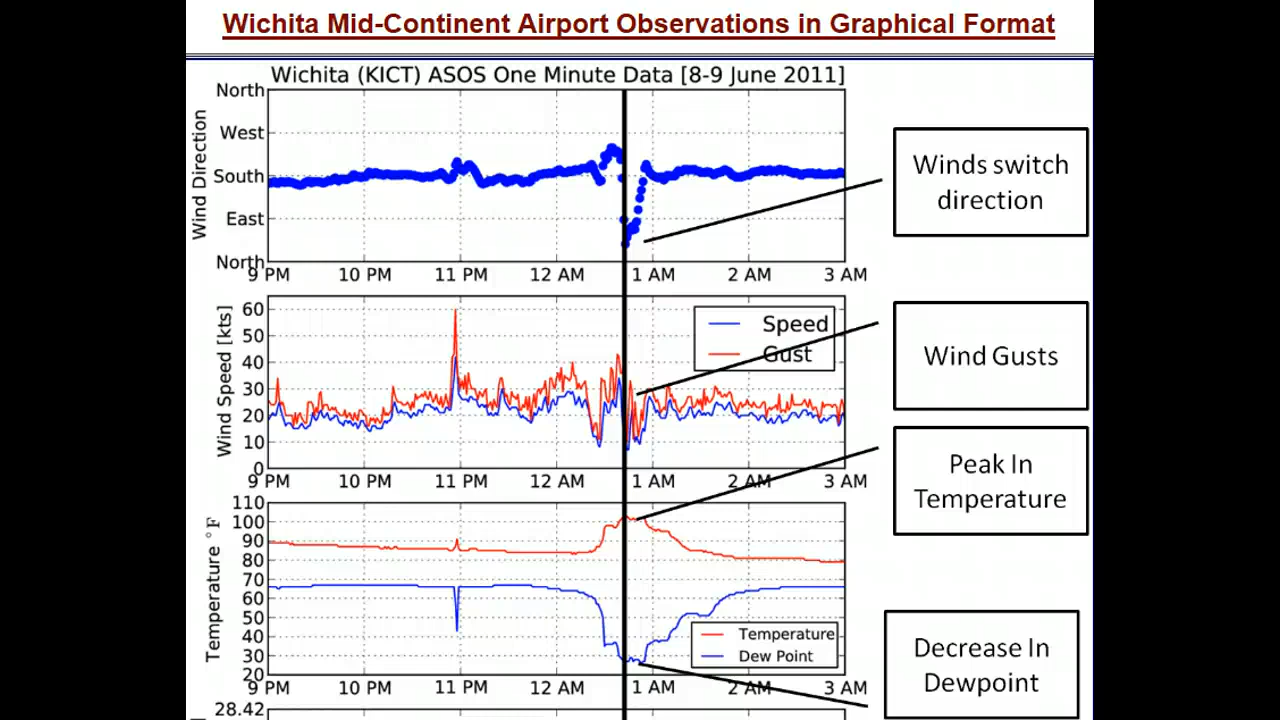 Wichita Mid-Continent Airport Observations in Graphical Format
Wichita (KICT) ASOS One Minute Data [8-9 June 2011]
Wind Direction
North
West
South
East
North
9 PM 10 PM 11 PM 12 AM 1 AM 2 AM 3 AM
Winds switch
direction
Wind Speed [kts]
60
50
40
30
20
10
0
Speed
Gust
9 PM 10 PM 11 PM 12 AM 1 AM 2 AM 3 AM
Wind Gusts
Peak In
Temperature
Temperature °F
110
100
90
80
70
60
50
40
30
20
Temperature
Dew Point
9 PM 10 PM 11 PM 12 AM 1 AM 2 AM 3 AM
Decrease In
Dewpoint
28.42